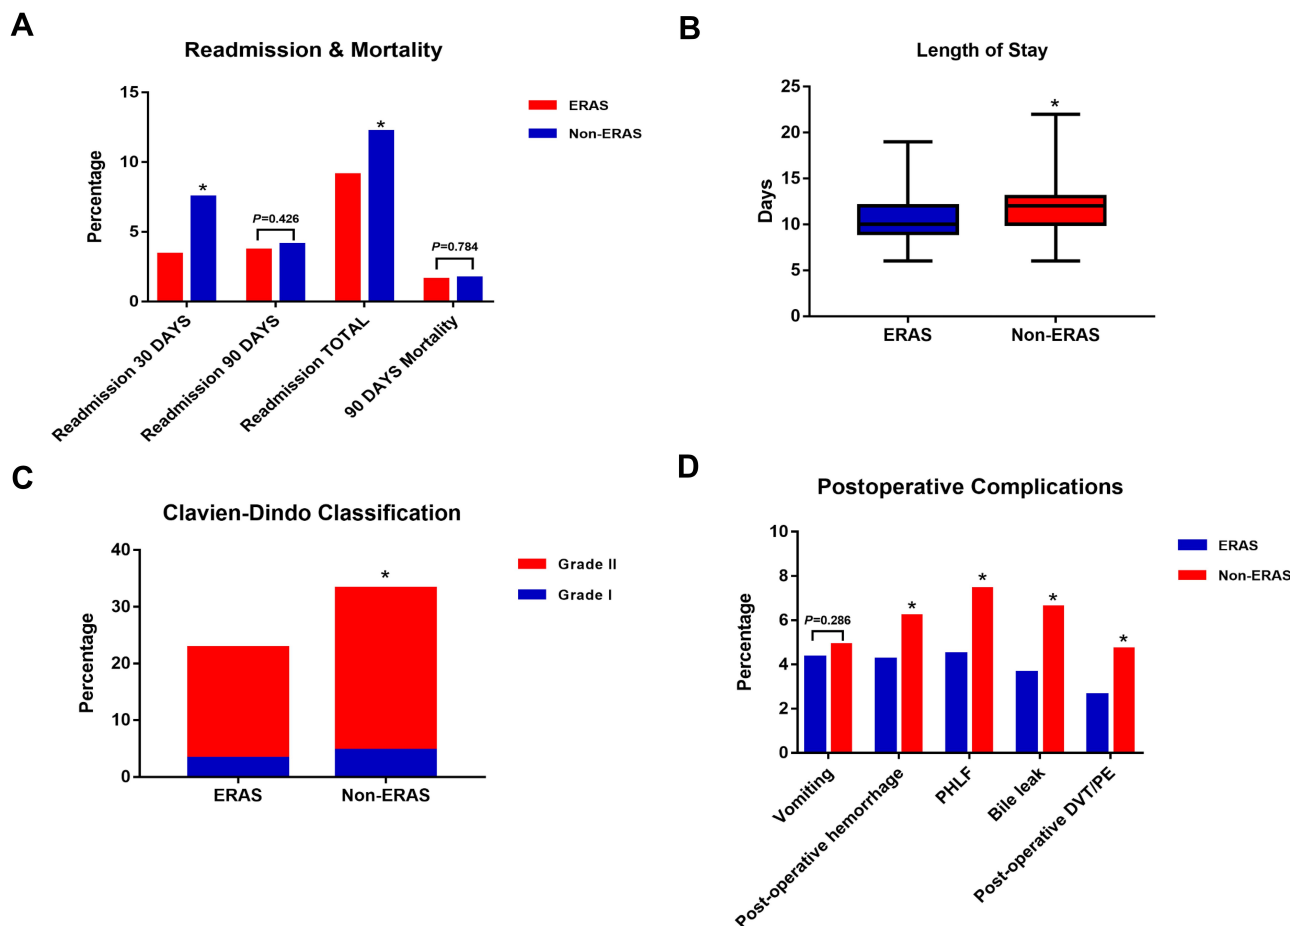 A
Readmission & Mortality
15
10
5
0
Percentage
*
P=0.426
*
P=0.784
Readmission 30 DAYS
Readmission 90 DAYS
Readmission TOTAL
90 DAYS Mortality
ERAS
Non-ERAS
B
Length of Stay
25
20
15
10
5
0
Days
*
ERAS
Non-ERAS
C
Clavien-Dindo Classification
40
30
20
10
0
Percentage
*
ERAS
Non-ERAS
Grade II
Grade I
D
Postoperative Complications
10
8
6
4
2
0
Percentage
P=0.286
*
*
*
*
Vomiting
Post-operative hemorrhage
PHLF
Bile leak
Post-operative DVT/PE
ERAS
Non-ERAS